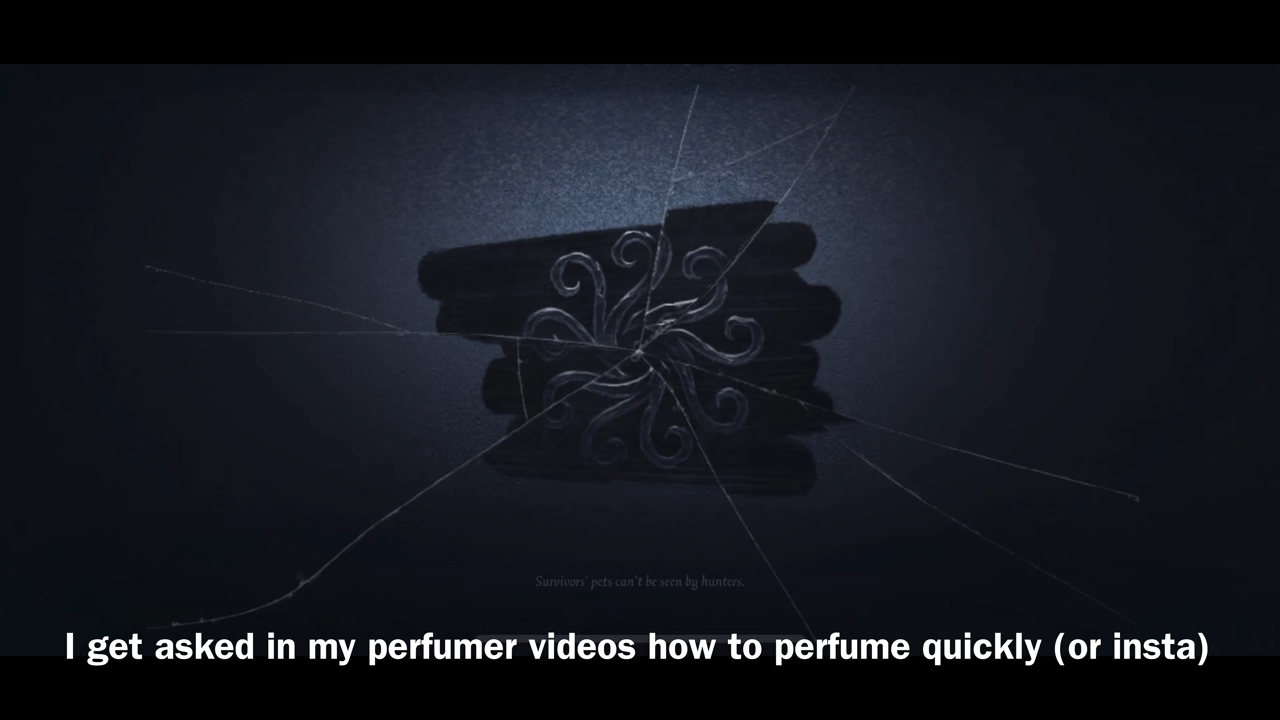 Survivors' pets can't be seen by hunters.
I get asked in my perfumer videos how to perfume quickly (or insta)